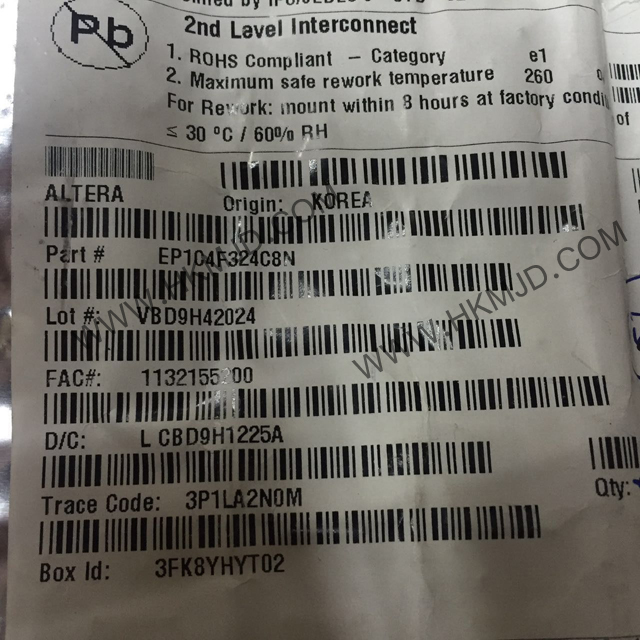 Pb
2nd Level Interconnect
1. ROHS Compliant – Category e1
2. Maximum safe rework temperature 260
For Rework: mount within 8 hours at factory
≤ 30 ºC / 60% RH
of
ALTERA
Origin: KOREA
Part # EP1C4F324C8N
Lot #: VBD9H42024
FAC#:
D/C: L CBD9H1225A
Trace Code: 3P1LA2N0M
Qty:
Box Id: 3FK8YHYT02
WWW.HKMJD.COM
WWW.HKMJD.COM